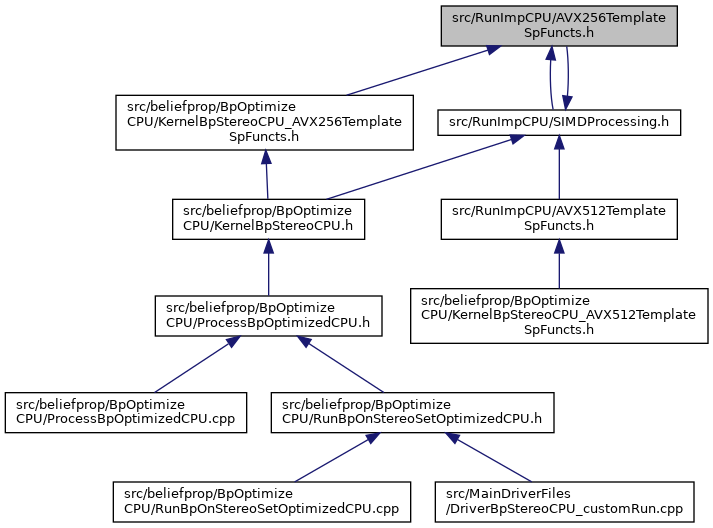 src/RunImpCPU/AVX256Template
SpFuncts.h
src/beliefprop/BpOptimize
CPU/KernelBpStereoCPU_AVX256Template
SpFuncts.h
src/RunImpCPU/SIMDProcessing.h
src/beliefprop/BpOptimize
CPU/KernelBpStereoCPU.h
src/RunImpCPU/AVX512Template
SpFuncts.h
src/beliefprop/BpOptimize
CPU/ProcessBpOptimizedCPU.h
src/beliefprop/BpOptimize
CPU/KernelBpStereoCPU_AVX512Template
SpFuncts.h
src/beliefprop/BpOptimize
CPU/ProcessBpOptimizedCPU.cpp
src/beliefprop/BpOptimize
CPU/RunBpOnStereoSetOptimizedCPU.h
src/beliefprop/BpOptimize
CPU/RunBpOnStereoSetOptimizedCPU.cpp
src/MainDriverFiles
/DriverBpStereoCPU_customRun.cpp